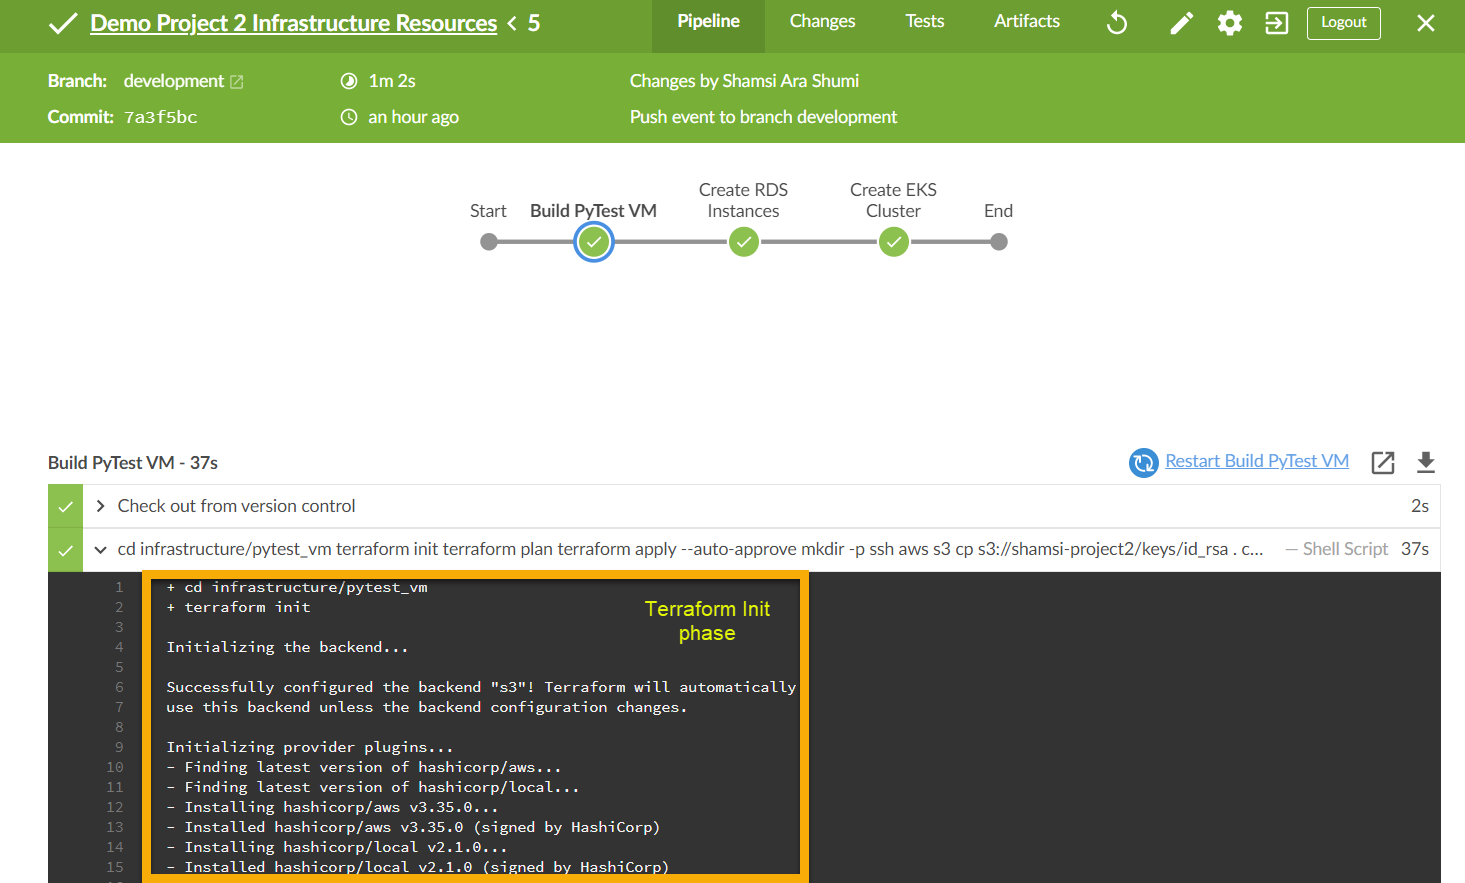 Demo Project 2 Infrastructure Resources < 5
Pipeline
Changes
Tests
Artifacts
Logout
Branch: development
1m 2s
Changes by Shamsi Ara Shumi
Commit: 7a3f5bc
an hour ago
Push event to branch development
Start
Build PyTest VM
Create RDS
Instances
Create EKS
Cluster
End
Build PyTest VM - 37s
Restart Build PyTest VM
Check out from version control
2s
cd infrastructure/pytest_vm terraform init terraform plan terraform apply --auto-approve mkdir -p ssh aws s3 cp s3://shamsi-project2/keys/id_rsa . c... — Shell Script 37s
1 + cd infrastructure/pytest_vm
2 + terraform init
Terraform Init
phase
3
4 Initializing the backend...
5
6 Successfully configured the backend "s3"! Terraform will automatically
7 use this backend unless the backend configuration changes.
8
9 Initializing provider plugins...
10 - Finding latest version of hashicorp/aws...
11 - Finding latest version of hashicorp/local...
12 - Installing hashicorp/aws v3.35.0...
13 - Installed hashicorp/aws v3.35.0 (signed by HashiCorp)
14 - Installing hashicorp/local v2.1.0...
15 - Installed hashicorp/local v2.1.0 (signed by HashiCorp)